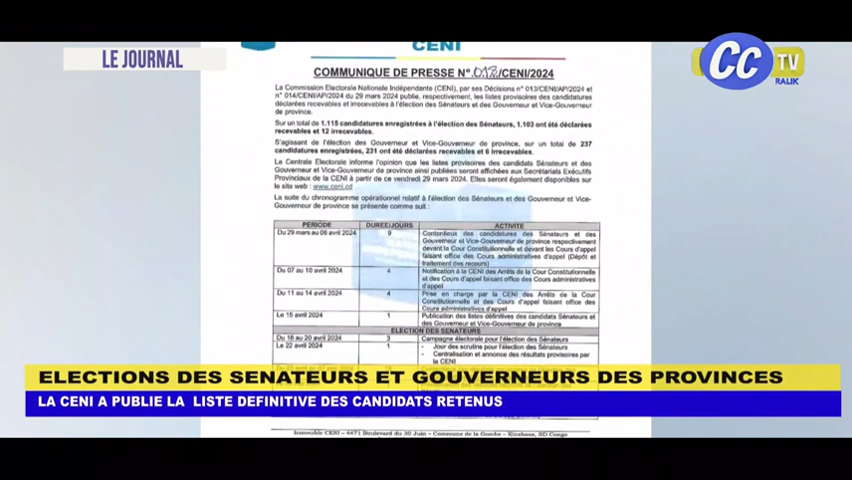 LE JOURNAL
CC TV
RALIK
CENI
COMMUNIQUE DE PRESSE N°.018/CENI/2024
La Commission Electorale Nationale Indépendante (CENI), par ses Décisions n° 013/CENI/AP/2024 et
n° 014/CENI/AP/2024 du 29 mars 2024 publie, respectivement, les listes provisoires des candidatures
déclarées recevables et irrecevables à l'élection des Sénateurs et des Gouverneur et Vice-Gouverneur
de province.
Sur un total de 1.115 candidatures enregistrées à l'élection des Sénateurs, 1.103 ont été déclarées
recevables et 12 irrecevables.
S'agissant de l'élection des Gouverneur et Vice-Gouverneur de province, sur un total de 237
candidatures enregistrées, 231 ont été déclarées recevables et 6 irrecevables.
La Centrale Electorale informe l'opinion que les listes provisoires des candidats Sénateurs et des
Gouverneur et Vice-Gouverneur de province ainsi publiées seront affichées aux Secrétariats Exécutifs
Provinciaux de la CENI à partir de ce vendredi 29 mars 2024. Elles seront également disponibles sur
le site web : www.ceni.cd
La suite du chronogramme opérationnel relatif à l'élection des Sénateurs et des Gouverneur et Vice-
Gouverneur de province se présente comme suit :
PERIODE DUREE/JOURS ACTIVITE
Du 29 mars au 06 avril 2024 9 Contentieux des candidatures des Sénateurs et des
Gouverneur et Vice-Gouverneur de province respectivement
devant la Cour Constitutionnelle et devant les Cours d'appel
faisant office des Cours administratives d'appel (Dépôt et
traitement des recours)
Du 07 au 10 avril 2024 4 Notification à la CENI des Arrêts de la Cour Constitutionnelle
et des Cours d'appel faisant office des Cours administratives
d'appel
Du 11 au 14 avril 2024 4 Prise en charge par la CENI des Arrêts de la Cour
Constitutionnelle et des Cours d'appel faisant office des
Cours administratives d'appel
Le 15 avril 2024 1 Publication des listes définitives des candidats Sénateurs et
des Gouverneur et Vice-Gouverneur de province
ELECTION DES SENATEURS
Du 18 au 20 avril 2024 3 Campagne électorale pour l'élection des Sénateurs
Le 22 avril 2024 1 - Jour des scrutins pour l'élection des Sénateurs
- Centralisation et annonce des résultats provisoires par
la CENI
ELECTIONS DES SENATEURS ET GOUVERNEURS DES PROVINCES
LA CENI A PUBLIE LA LISTE DEFINITIVE DES CANDIDATS RETENUS
Immeuble CENI - 4471 Boulevard du 30 Juin - Commune de la Gombe - Kinshasa, RD Congo